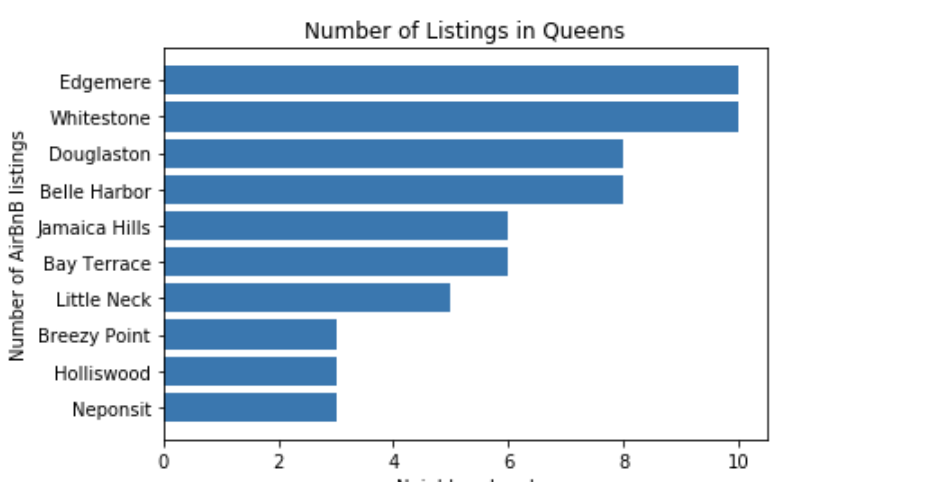 Number of Listings in Queens
Number of AirBnB listings
Edgemere
Whitestone
Douglaston
Belle Harbor
Jamaica Hills
Bay Terrace
Little Neck
Breezy Point
Holliswood
Neponsit
0 2 4 6 8 10